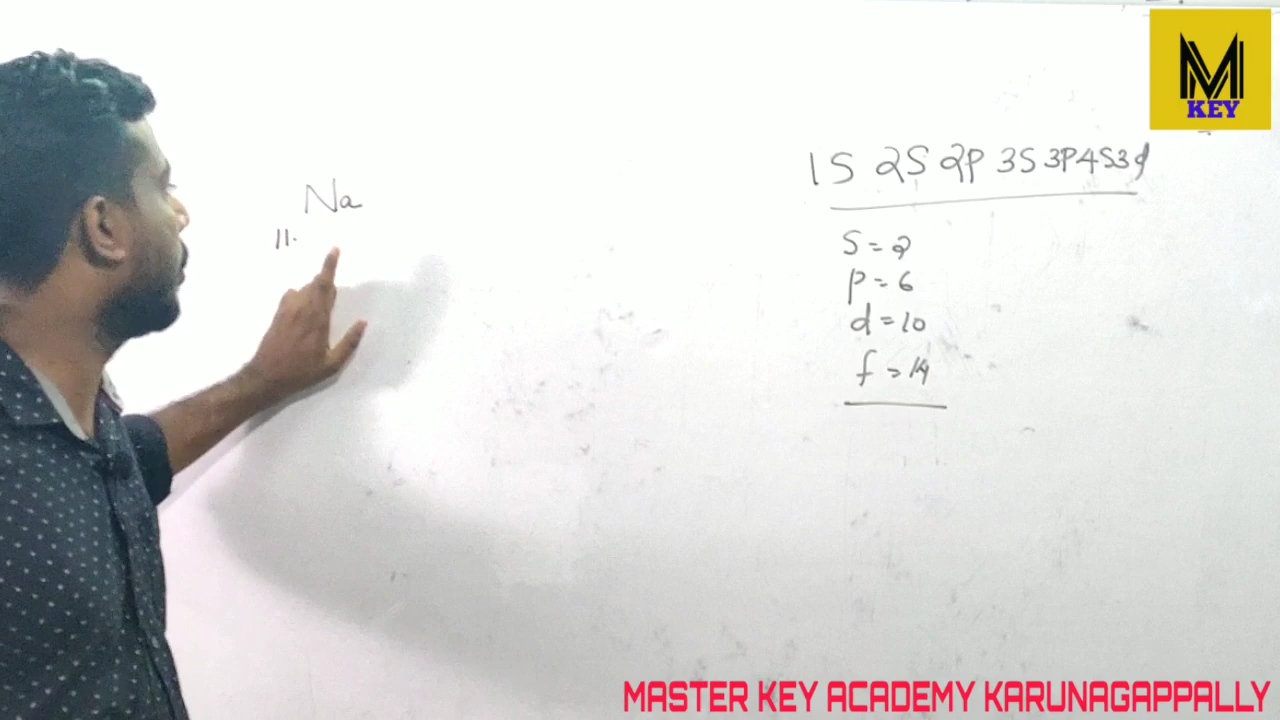 M
KEY
1S 2S 2P 3S 3P 4S 3d
Na
11.
S = 2
p = 6
d = 10
f = 14
MASTER KEY ACADEMY KARUNAGAPPALLY